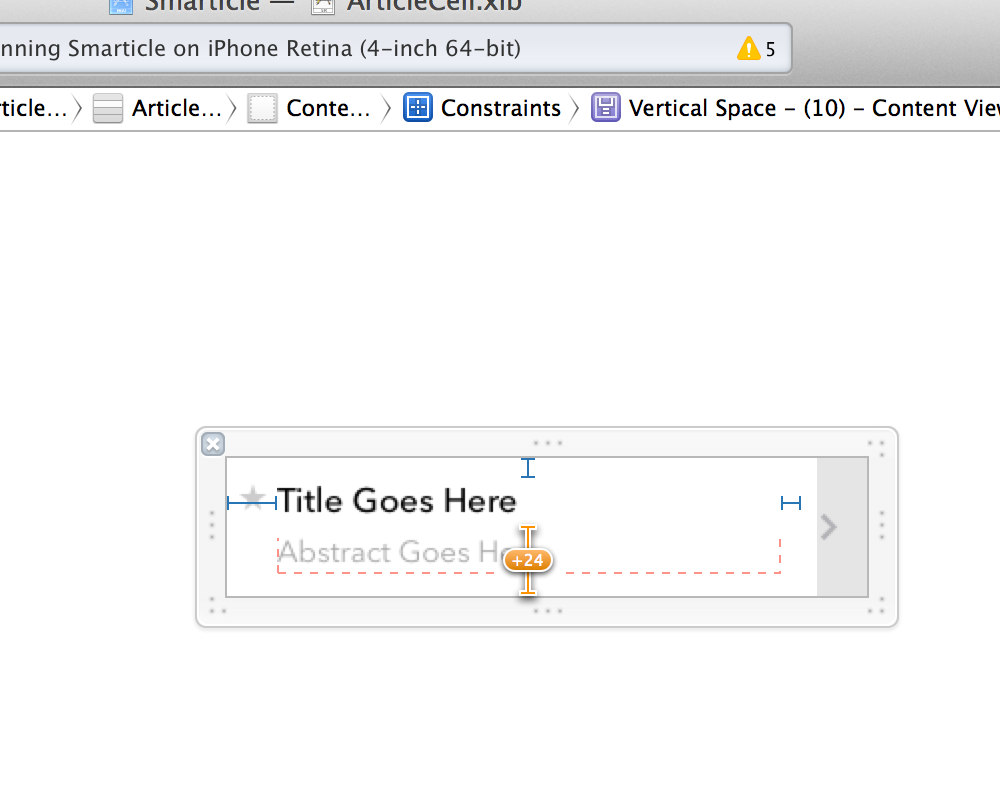 Smarticle — ArticleCell.xib
nning Smarticle on iPhone Retina (4-inch 64-bit) 5
rticle... Article... Conte... Constraints Vertical Space – (10) – Content Viev
Title Goes Here
Abstract Goes He
+24